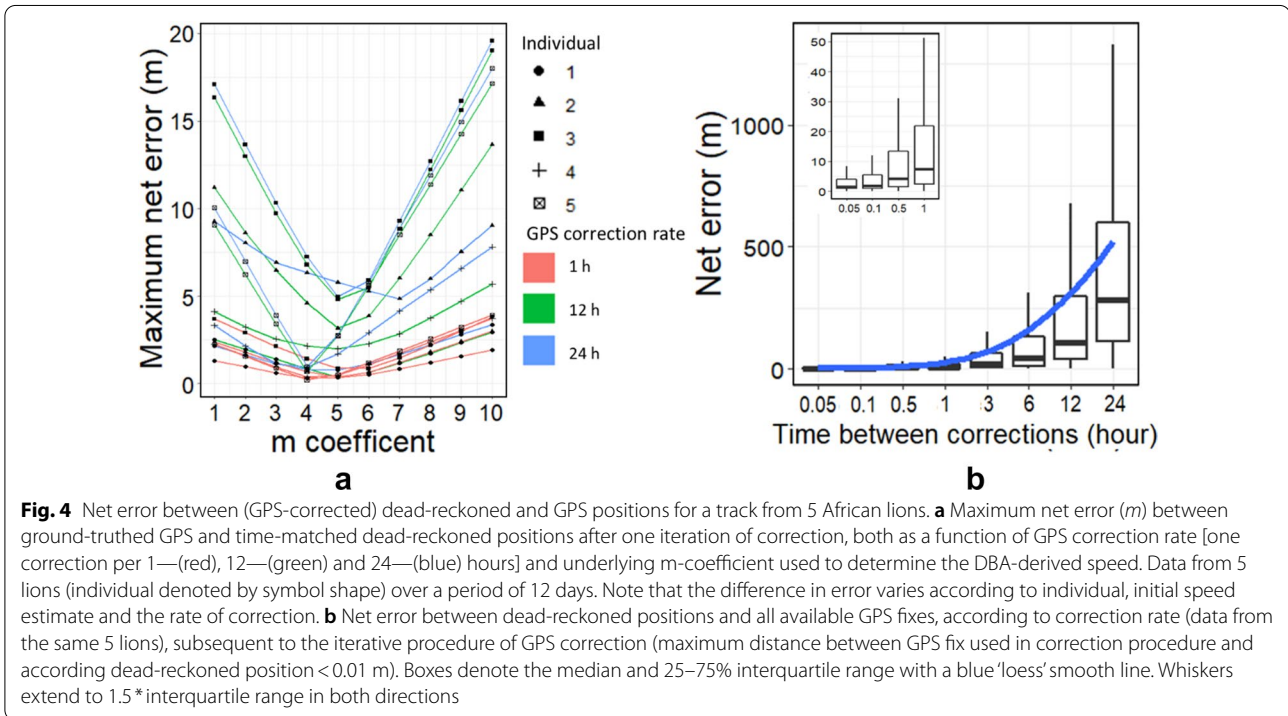 20
15
10
5
0
Maximum net error (m)
1 2 3 4 5 6 7 8 9 10
m coefficent
a
Individual
1
2
3
4
5
GPS correction rate
1 h
12 h
24 h
50
40
30
20
10
0
0.05 0.1 0.5 1
1000
500
0
Net error (m)
0.05 0.1 0.5 1 3 6 12 24
Time between corrections (hour)
b
Fig. 4 Net error between (GPS-corrected) dead-reckoned and GPS positions for a track from 5 African lions. a Maximum net error (m) between
ground-truthed GPS and time-matched dead-reckoned positions after one iteration of correction, both as a function of GPS correction rate [one
correction per 1—(red), 12—(green) and 24—(blue) hours] and underlying m-coefficient used to determine the DBA-derived speed. Data from 5
lions (individual denoted by symbol shape) over a period of 12 days. Note that the difference in error varies according to individual, initial speed
estimate and the rate of correction. b Net error between dead-reckoned positions and all available GPS fixes, according to correction rate (data from
the same 5 lions), subsequent to the iterative procedure of GPS correction (maximum distance between GPS fix used in correction procedure and
according dead-reckoned position < 0.01 m). Boxes denote the median and 25–75% interquartile range with a blue 'loess' smooth line. Whiskers
extend to 1.5 * interquartile range in both directions